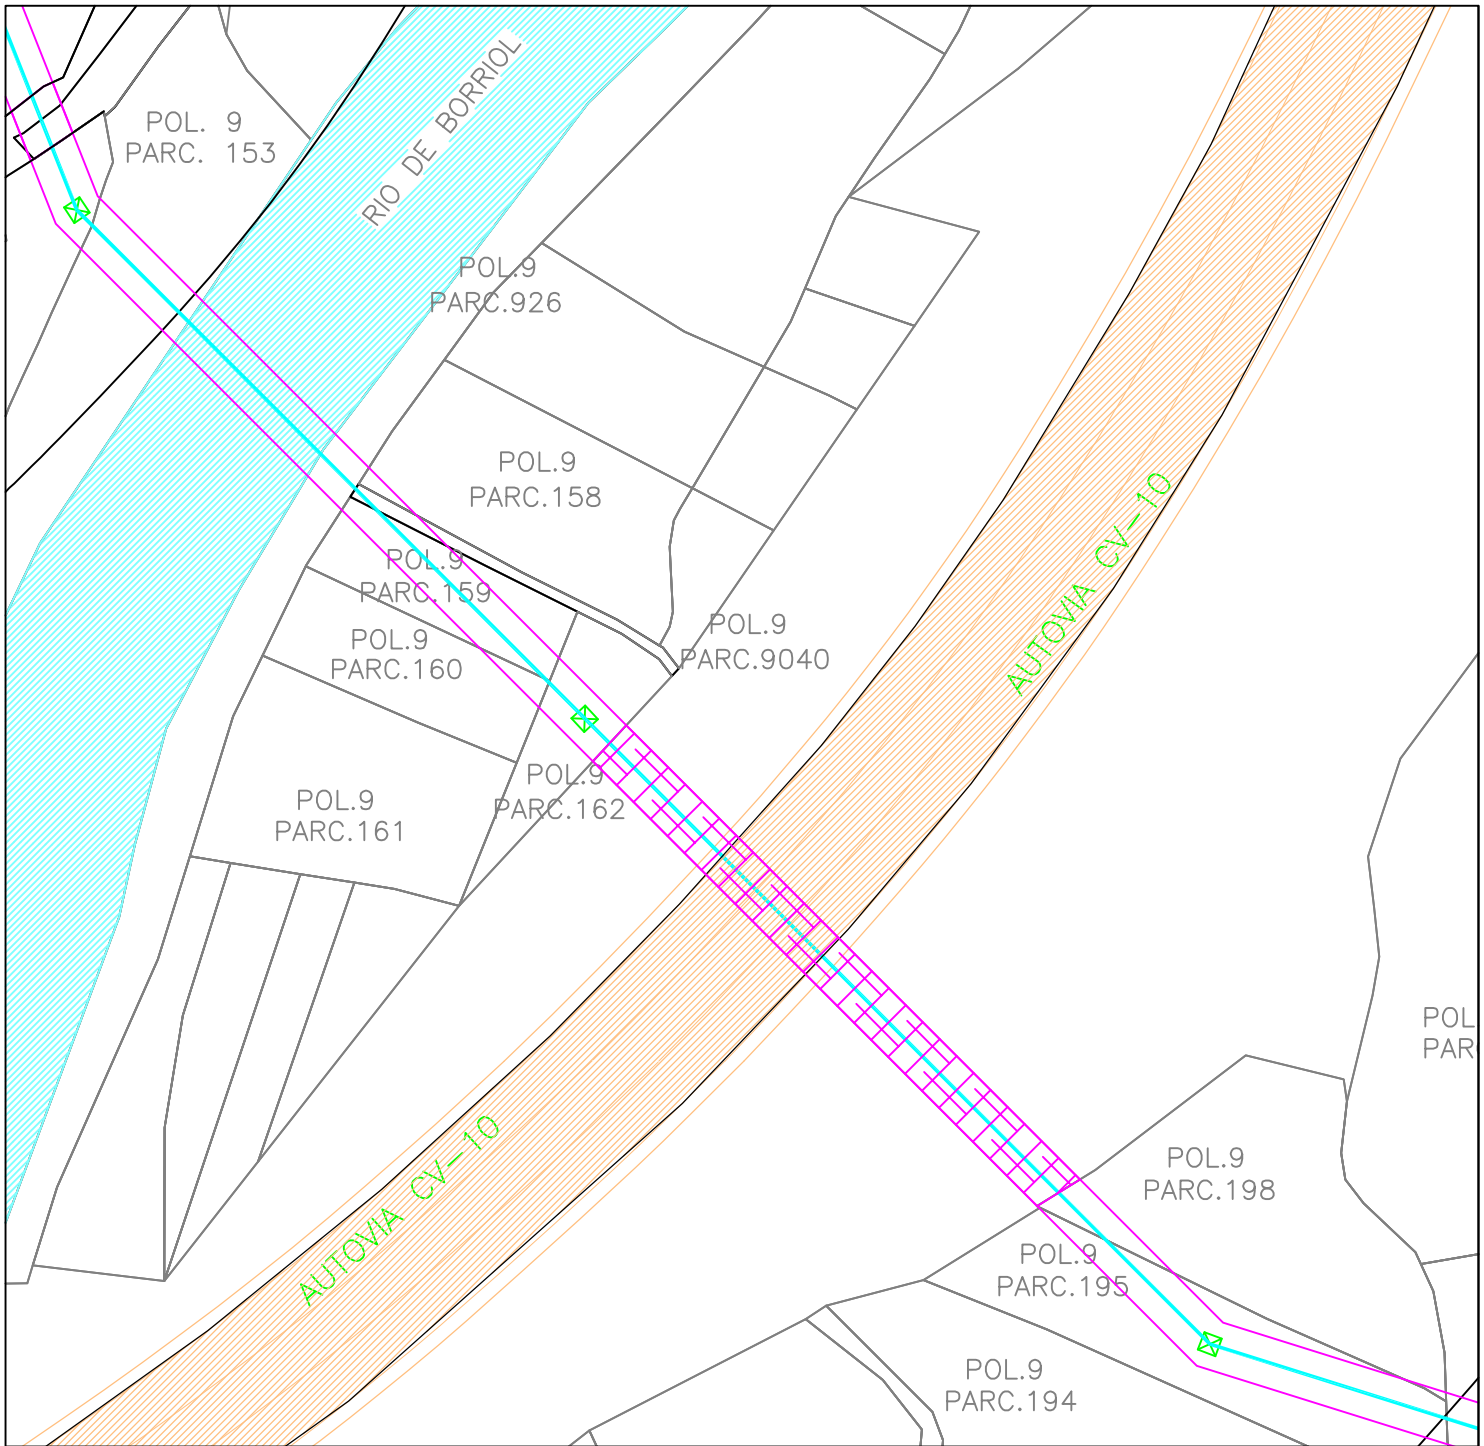 POL. 9
PARC. 153
RIO DE BORRIOL
POL.9
PARC.926
POL.9
PARC.158
AUTOVIA CV-10
POL.9
PARC.159
POL.9
PARC.160
POL.9
PARC.9040
POL.9
PARC.162
POL.9
PARC.161
POL
PAR
AUTOVIA CV-10
POL.9
PARC.198
POL.9
PARC.195
POL.9
PARC.194